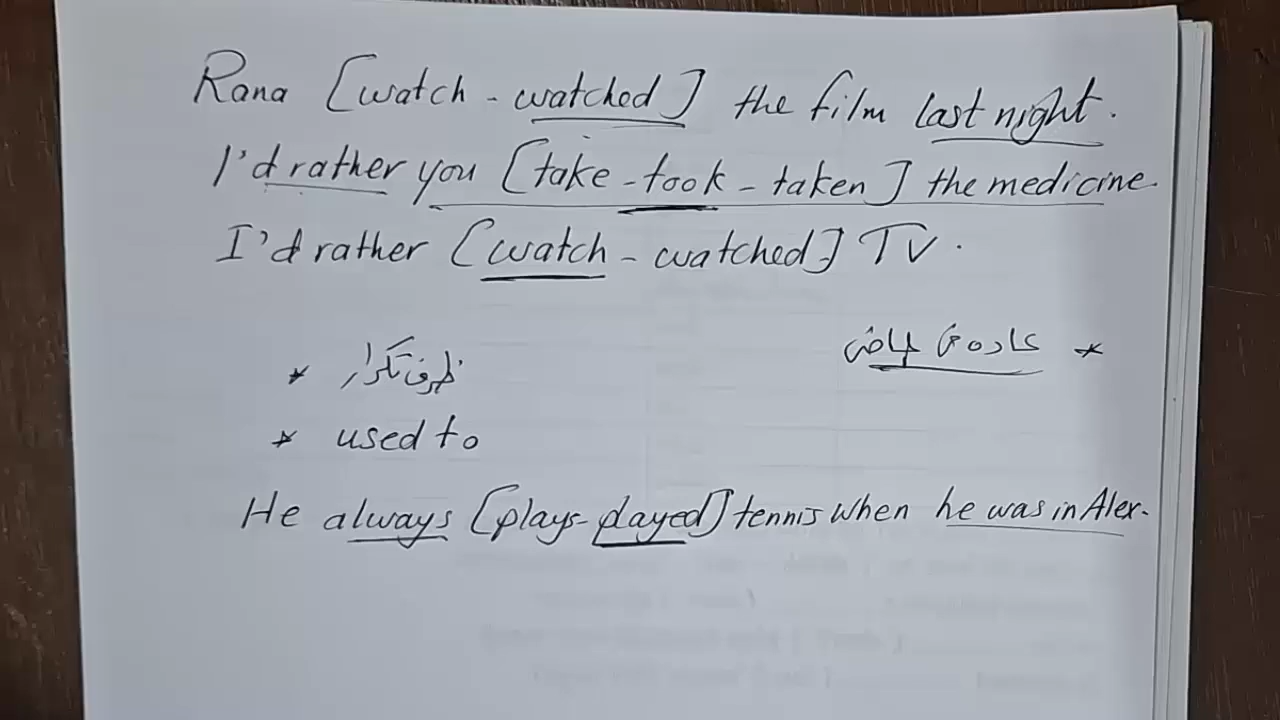 Rana [watch - watched] the film last night.
I'd rather you [take - took - taken] the medicine.
I'd rather [watch - watched] TV.
* عادة في الماضى
* ظرف تكرار
* used to
He always [plays - played] tennis when he was in Alex.